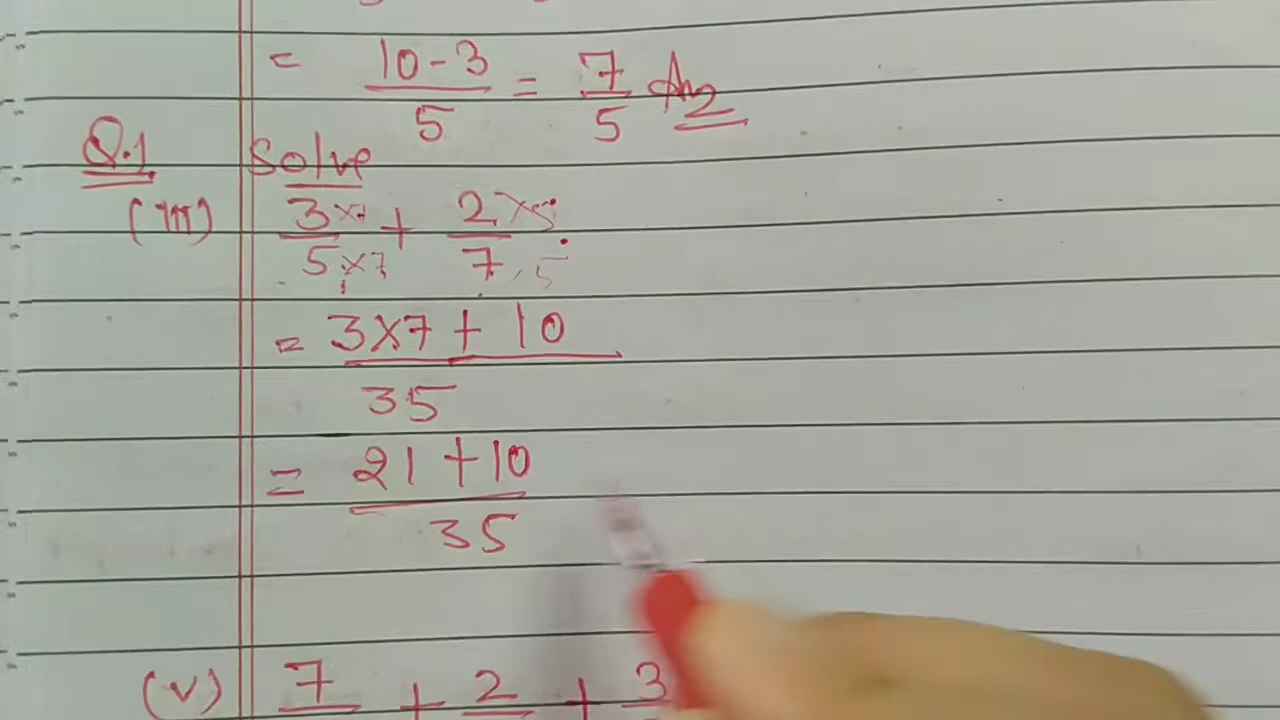 = 10-3/5 = 7/5 Ans
Q.1 Solve
(iii) 3×7/5×7 + 2×5/7×5
= 3×7 + 10/35
= 21 + 10/35
(v) 7 + 2 + 3